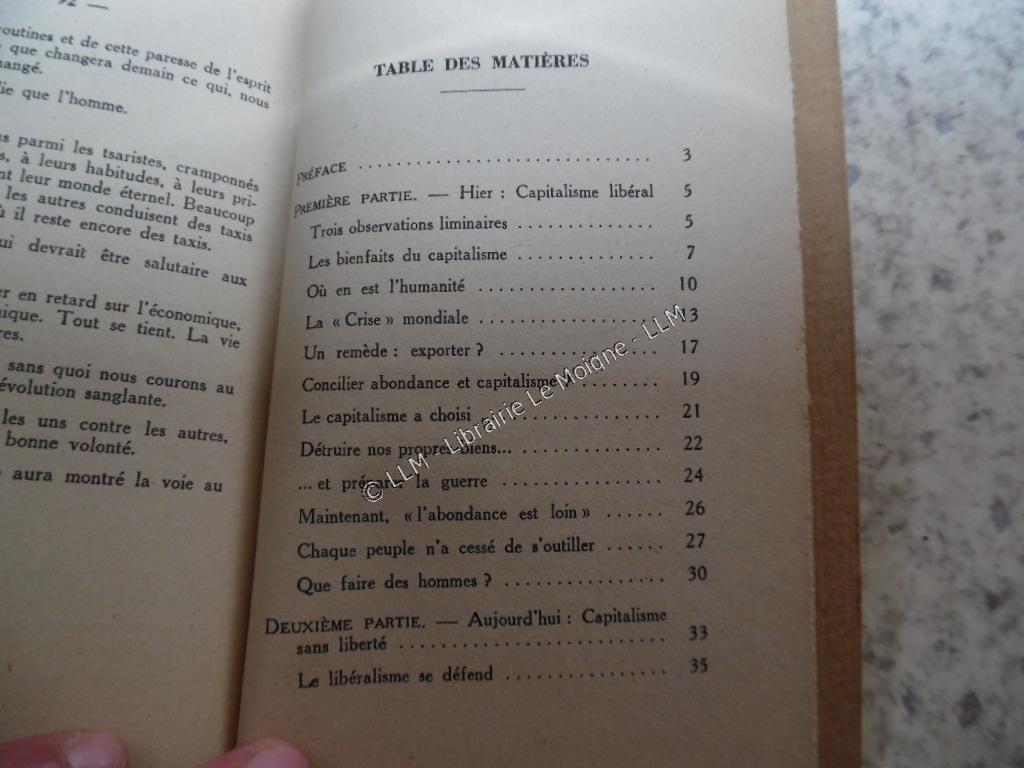 92 —
routines et de cette paresse de l'esprit
que changera demain ce qui, nous
hangé.
lie que l'homme.
s parmi les tsaristes, cramponnés
s, à leurs habitudes, à leurs pri-
nt leur monde éternel. Beaucoup
les autres conduisent des taxis
ù il reste encore des taxis.
ui devrait être salutaire aux
er en retard sur l'économique,
nique. Tout se tient. La vie
res.
sans quoi nous courons au
évolution sanglante.
les uns contre les autres,
bonne volonté.
e aura montré la voie au
TABLE DES MATIÈRES
PRÉFACE .............................. 3
PREMIÈRE PARTIE. — Hier : Capitalisme libéral 5
Trois observations liminaires .............. 5
Les bienfaits du capitalisme .............. 7
Où en est l'humanité .................. 10
La « Crise » mondiale .................. 13
Un remède : exporter ? ................ 17
Concilier abondance et capitalisme ? ......... 19
Le capitalisme a choisi .................. 21
Détruire nos propres biens... .............. 22
... et préparer la guerre ................ 24
Maintenant, « l'abondance est loin » ...... 26
Chaque peuple n'a cessé de s'outiller ...... 27
Que faire des hommes ? ................ 30
DEUXIÈME PARTIE. — Aujourd'hui : Capitalisme
sans liberté .......................... 33
Le libéralisme se défend ................ 35
© LLM - Librairie Le Moigne - LLM